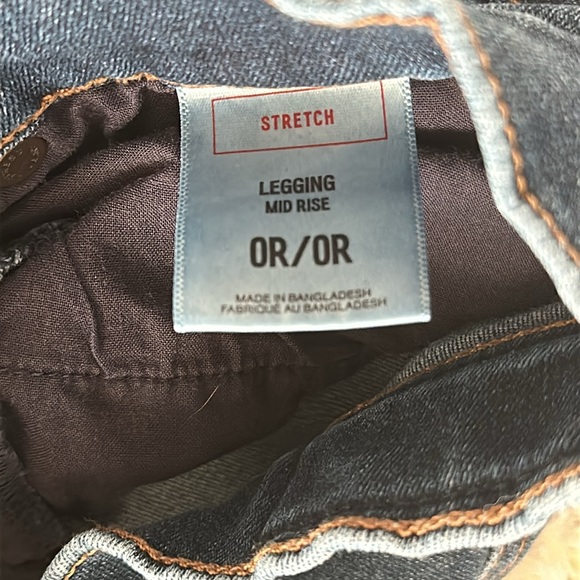 STRETCH
LEGGING
MID RISE
0R/0R
MADE IN BANGLADESH
FABRIQUÉ AU BANGLADESH